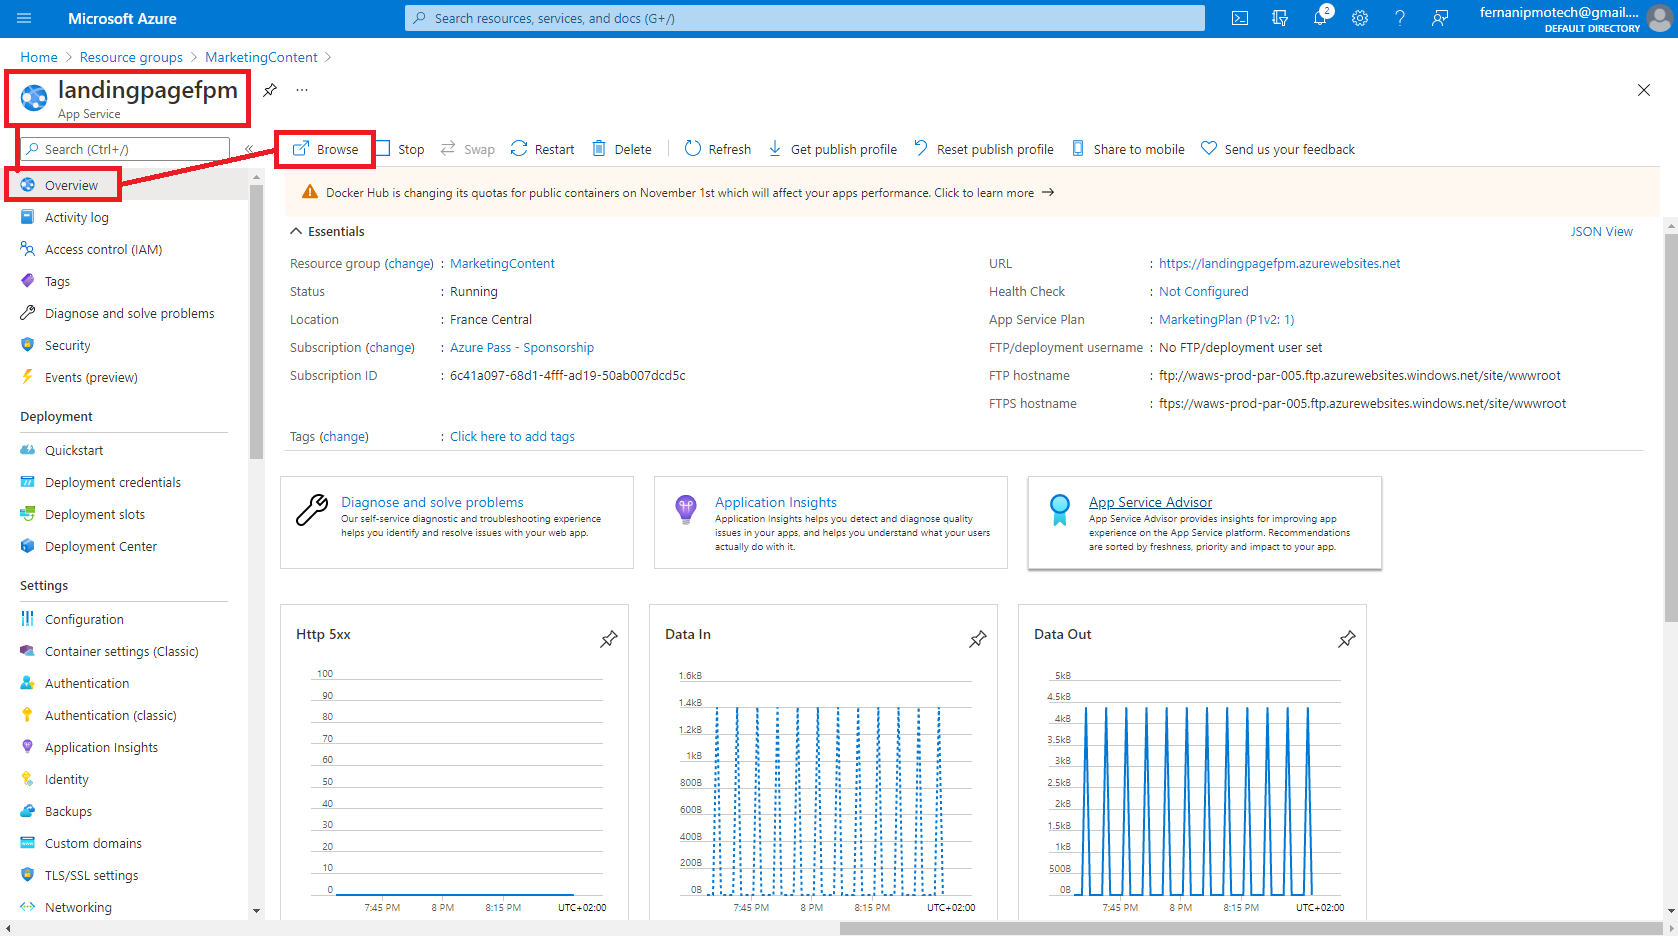 Microsoft Azure
Search resources, services, and docs (G+/)
2
fernanipmotech@gmail....
DEFAULT DIRECTORY
Home > Resource groups > MarketingContent >
landingpagefpm
App Service
Search (Ctrl+/)
Browse Stop Swap Restart Delete Refresh Get publish profile Reset publish profile Share to mobile Send us your feedback
Docker Hub is changing its quotas for public containers on November 1st which will affect your apps performance. Click to learn more →
Overview
Activity log
Access control (IAM)
Tags
Diagnose and solve problems
Security
Events (preview)
Deployment
Quickstart
Deployment credentials
Deployment slots
Deployment Center
Settings
Configuration
Container settings (Classic)
Authentication
Authentication (classic)
Application Insights
Identity
Backups
Custom domains
TLS/SSL settings
Networking
Essentials
JSON View
Resource group (change) : MarketingContent
Status : Running
Location : France Central
Subscription (change) : Azure Pass - Sponsorship
Subscription ID : 6c41a097-68d1-4fff-ad19-50ab007dcd5c
Tags (change) : Click here to add tags
URL : https://landingpagefpm.azurewebsites.net
Health Check : Not Configured
App Service Plan : MarketingPlan (P1v2: 1)
FTP/deployment username : No FTP/deployment user set
FTP hostname : ftp://waws-prod-par-005.ftp.azurewebsites.windows.net/site/wwwroot
FTPS hostname : ftps://waws-prod-par-005.ftp.azurewebsites.windows.net/site/wwwroot
Diagnose and solve problems
Our self-service diagnostic and troubleshooting experience
helps you identify and resolve issues with your web app.
Application Insights
Application Insights helps you detect and diagnose quality
issues in your apps, and helps you understand what your users
actually do with it.
App Service Advisor
App Service Advisor provides insights for improving app
experience on the App Service platform. Recommendations
are sorted by freshness, priority and impact to your app.
Http 5xx
100
90
80
70
60
50
40
30
20
10
0
7:45 PM 8 PM 8:15 PM UTC+02:00
Data In
1.6kB
1.4kB
1.2kB
1kB
800B
600B
400B
200B
0B
7:45 PM 8 PM 8:15 PM UTC+02:00
Data Out
5kB
4.5kB
4kB
3.5kB
3kB
2.5kB
2kB
1.5kB
1kB
500B
0B
7:45 PM 8 PM 8:15 PM UTC+02:00